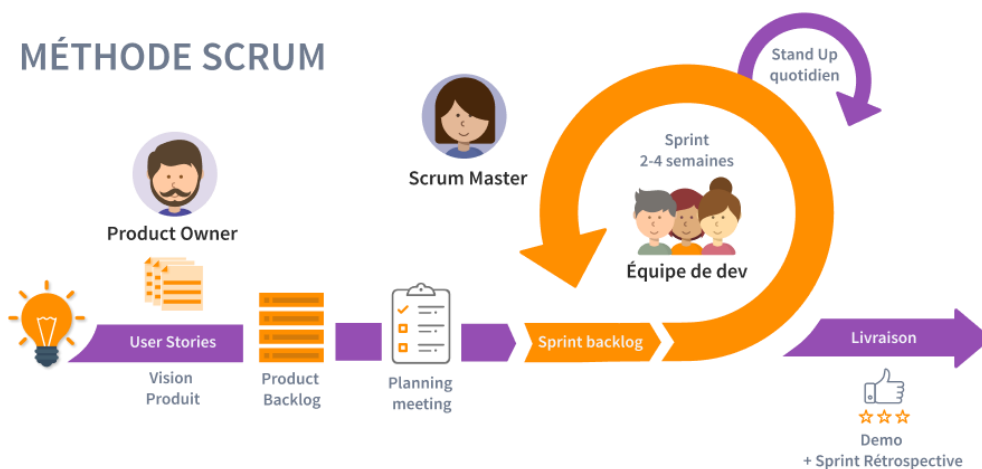 MÉTHODE SCRUM
Stand Up
quotidien
Sprint
2-4 semaines
Scrum Master
Product Owner
Équipe de dev
User Stories
Sprint backlog
Livraison
Vision
Produit
Product
Backlog
Planning
meeting
Demo
+ Sprint Rétrospective